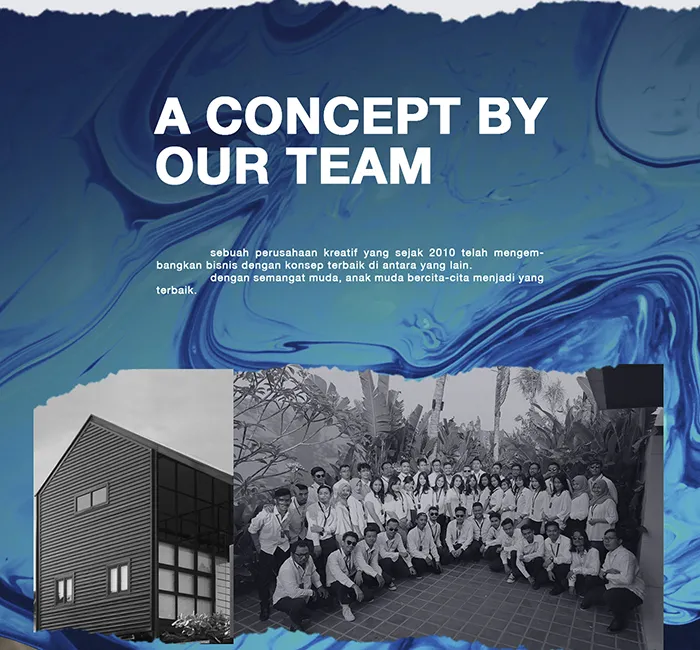 A CONCEPT BY
OUR TEAM
sebuah perusahaan kreatif yang sejak 2010 telah mengem-
bangkan bisnis dengan konsep terbaik di antara yang lain.
dengan semangat muda, anak muda bercita-cita menjadi yang
terbaik.